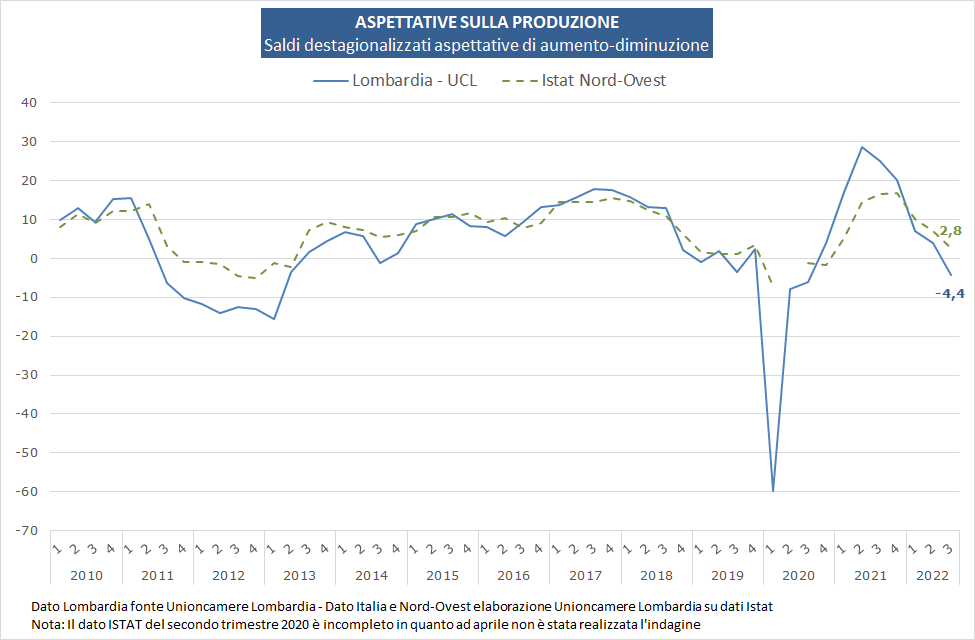 ASPETTATIVE SULLA PRODUZIONE
Saldi destagionalizzati aspettative di aumento-diminuzione
Lombardia - UCL Istat Nord-Ovest
40
30
20
10
0
-10
-20
-30
-40
-50
-60
-70
2,8
-4,4
1 2 3 4 1 2 3 4 1 2 3 4 1 2 3 4 1 2 3 4 1 2 3 4 1 2 3 4 1 2 3 4 1 2 3 4 1 2 3 4 1 2 3 4 1 2 3 4 1 2 3
2010 2011 2012 2013 2014 2015 2016 2017 2018 2019 2020 2021 2022
Dato Lombardia fonte Unioncamere Lombardia - Dato Italia e Nord-Ovest elaborazione Unioncamere Lombardia su dati Istat
Nota: Il dato ISTAT del secondo trimestre 2020 è incompleto in quanto ad aprile non è stata realizzata l'indagine